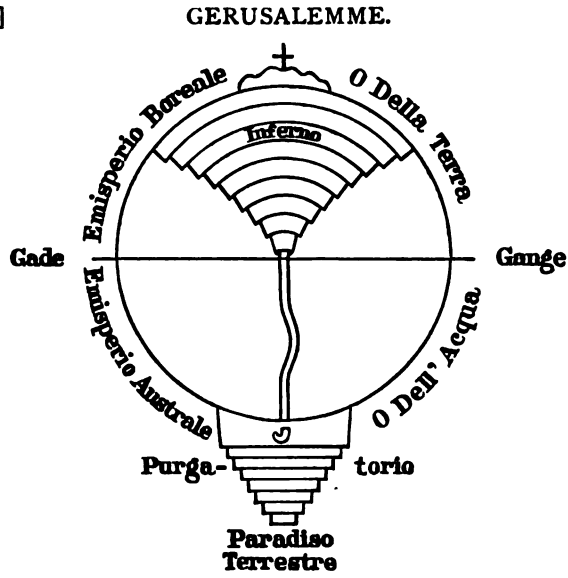 GERUSALEMME.
Emisperio Boreale
O Della Terra
Inferno
Gade
Gange
Emisperio Australe
O Dell' Acqua
Purga-torio
Paradiso
Terrestre